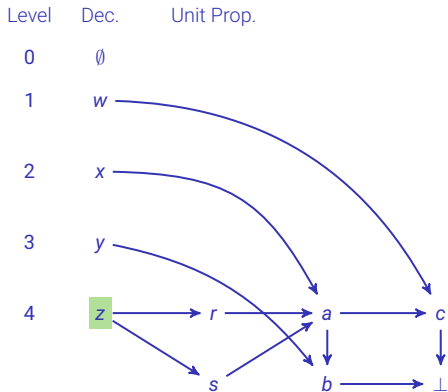 Level Dec. Unit Prop.
0 ∅
1 w
2 x
3 y
4 z r a c
s b ⊥